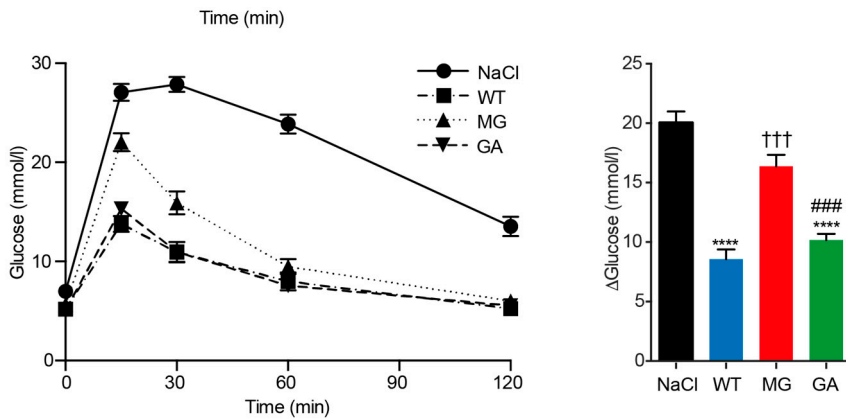 Time (min)
30
20
10
0
Glucose (mmol/l)
NaCl
WT
MG
GA
0
30
60
90
120
Time (min)
25
20
15
10
5
0
ΔGlucose (mmol/l)
****
†††
###
****
NaCl
WT
MG
GA